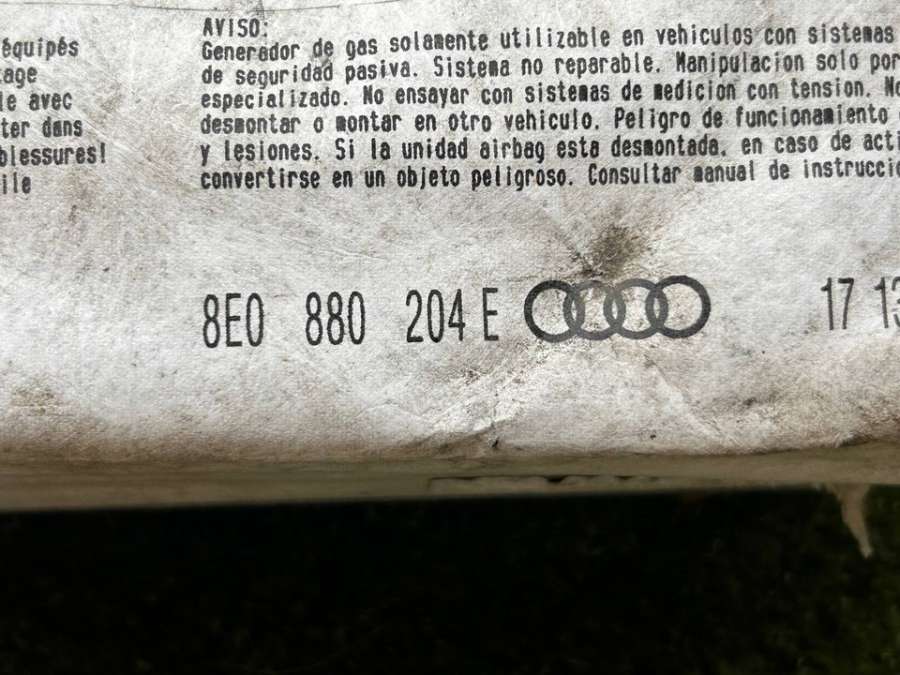 équipés
age
le avec
ter dans
blessures!
ile
AVISO:
Generador de gas solamente utilizable en vehiculos con sistemas
de seguridad pasiva. Sistema no reparable. Manipulacion solo por
especializado. No ensayar con sistemas de medicion con tension. No
desmontar o montar en otro vehiculo. Peligro de funcionamiento
y lesiones. Si la unidad airbag esta desmontada, en caso de acti
convertirse en un objeto peligroso. Consultar manual de instruccio
8E0 880 204 E
17 13